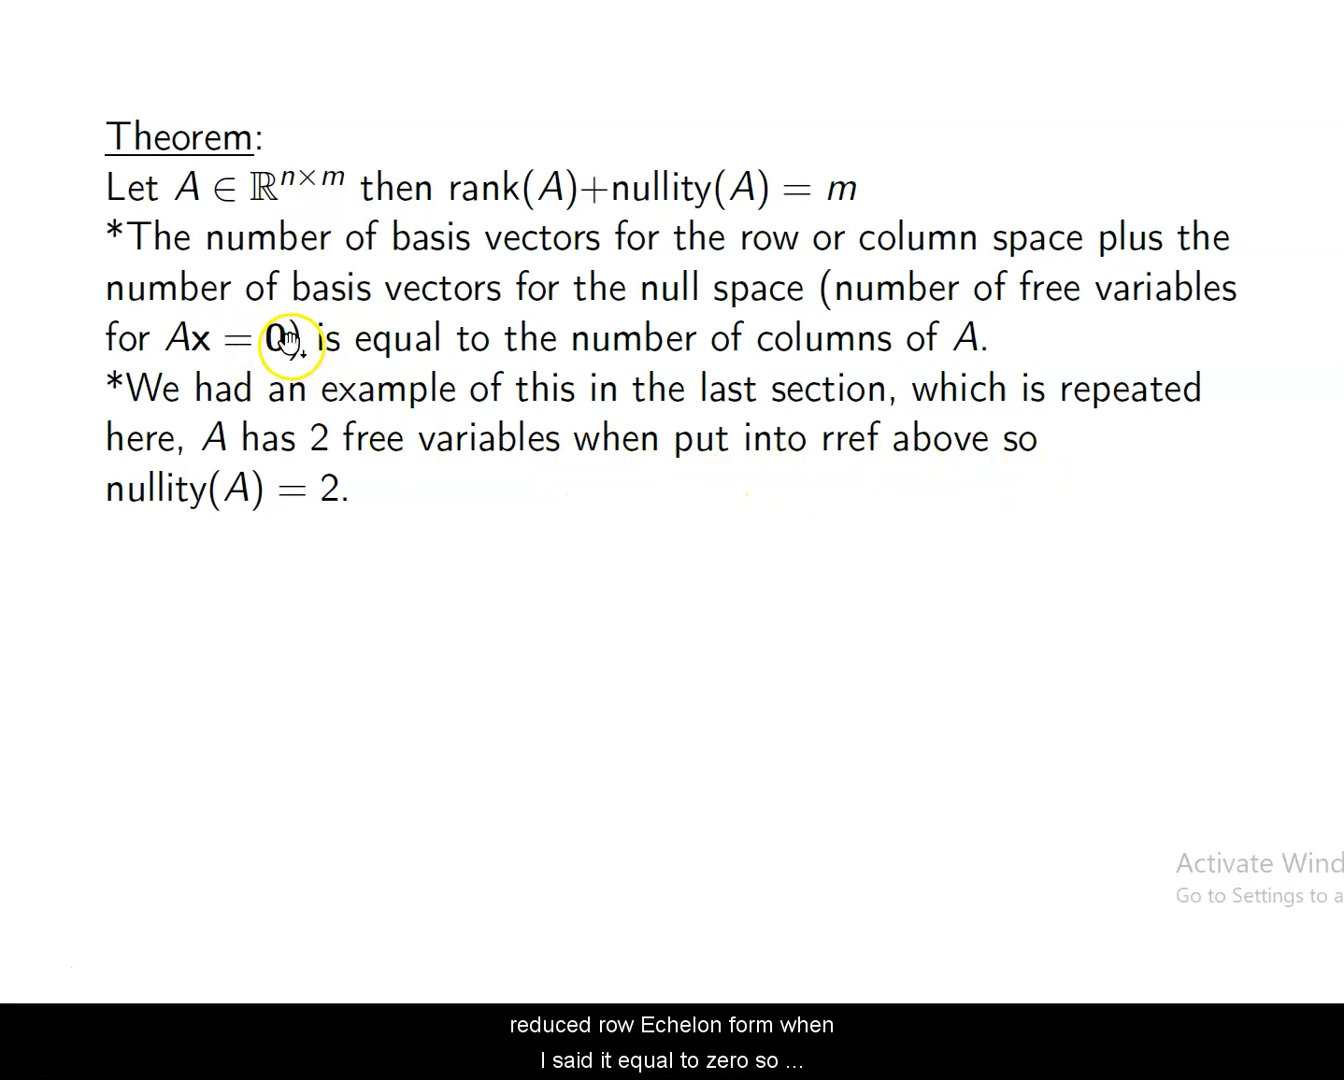 Theorem:
Let A ∈ ℝⁿˣᵐ then rank(A)+nullity(A) = m
*The number of basis vectors for the row or column space plus the
number of basis vectors for the null space (number of free variables
for Ax = 0), is equal to the number of columns of A.
*We had an example of this in the last section, which is repeated
here, A has 2 free variables when put into rref above so
nullity(A) = 2.
Activate Wind
Go to Settings to a
reduced row Echelon form when
I said it equal to zero so ...